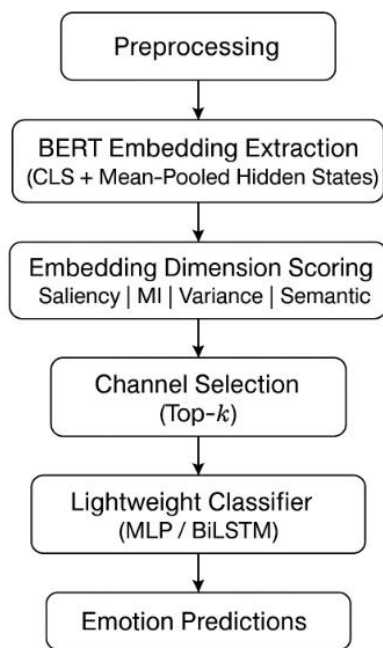 Preprocessing
BERT Embedding Extraction
(CLS + Mean-Pooled Hidden States)
Embedding Dimension Scoring
Saliency | MI | Variance | Semantic
Channel Selection
(Top-k)
Lightweight Classifier
(MLP / BiLSTM)
Emotion Predictions